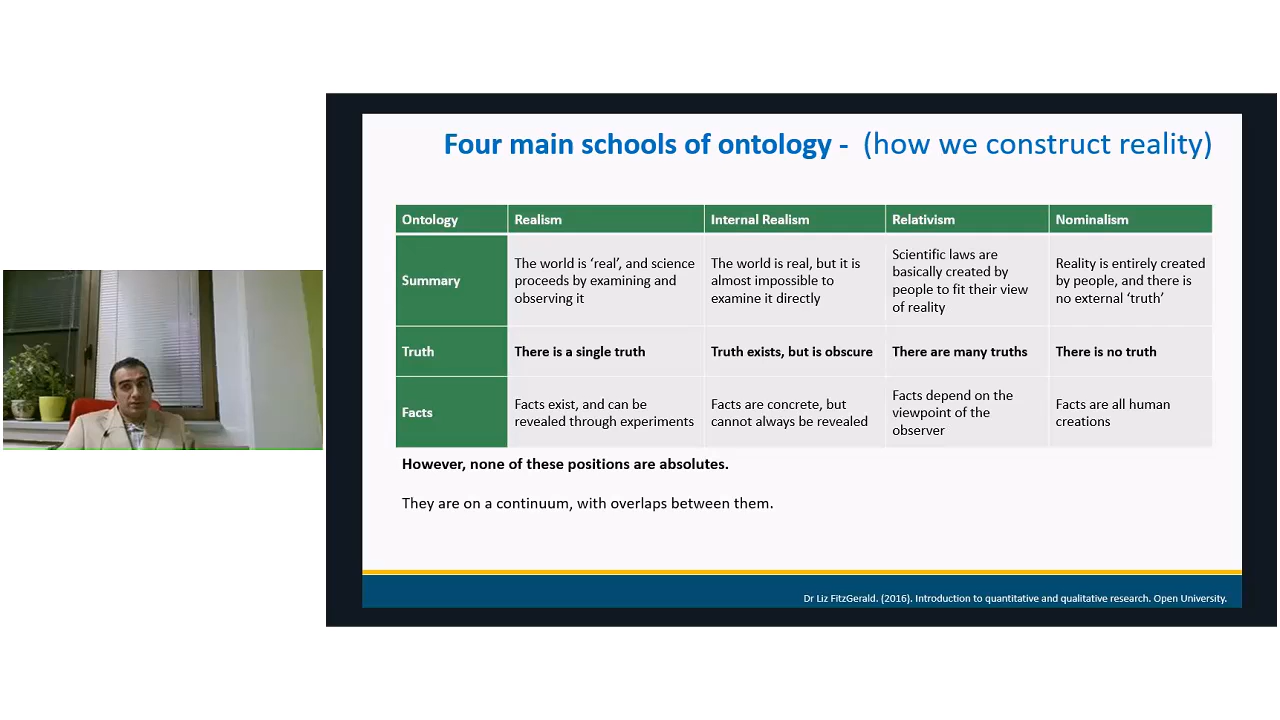 Four main schools of ontology - (how we construct reality)
Ontology Realism Internal Realism Relativism Nominalism
Summary
The world is ‘real’, and science
proceeds by examining and
observing it
The world is real, but it is
almost impossible to
examine it directly
Scientific laws are
basically created by
people to fit their view
of reality
Reality is entirely created
by people, and there is
no external ‘truth’
Truth
There is a single truth
Truth exists, but is obscure
There are many truths
There is no truth
Facts
Facts exist, and can be
revealed through experiments
Facts are concrete, but
cannot always be revealed
Facts depend on the
viewpoint of the
observer
Facts are all human
creations
However, none of these positions are absolutes.
They are on a continuum, with overlaps between them.
Dr Liz FitzGerald. (2016). Introduction to quantitative and qualitative research. Open University.